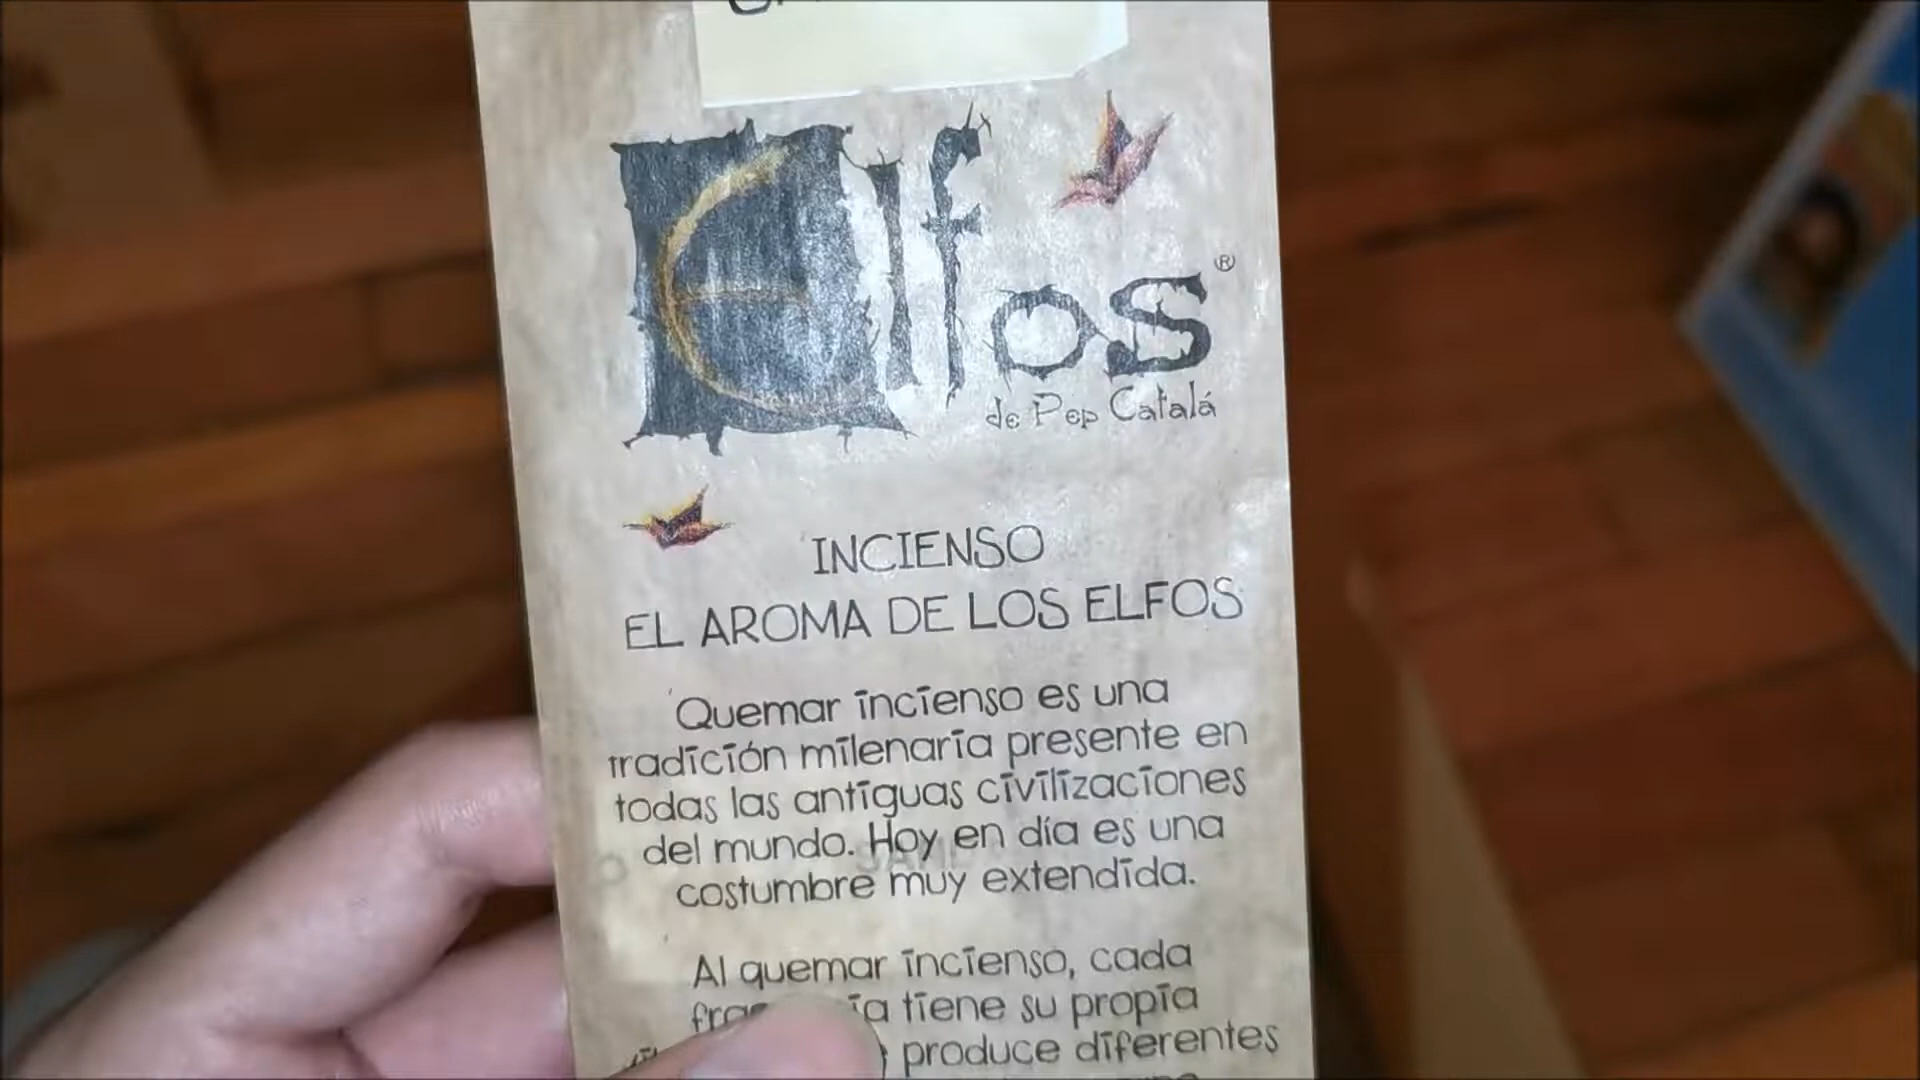 Elfos®
de Pep Catalá
INCIENSO
EL AROMA DE LOS ELFOS
Quemar incienso es una
tradición milenaria presente en
todas las antiguas civilizaciones
del mundo. Hoy en día es una
costumbre muy extendida.
Al quemar incienso, cada
tiene su propia
produce diferentes